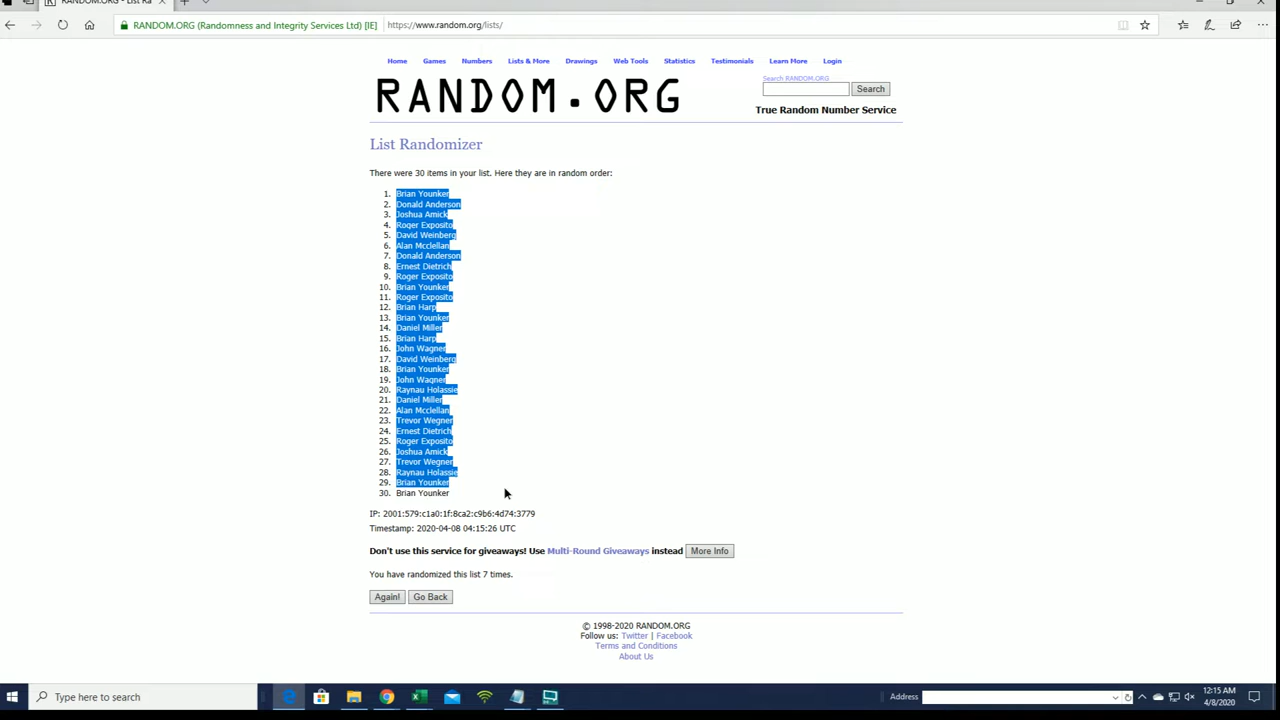 RANDOM.ORG - List Ra
RANDOM.ORG (Randomness and Integrity Services Ltd) [IE]
https://www.random.org/lists/
Home Games Numbers Lists & More Drawings Web Tools Statistics Testimonials Learn More Login
Search RANDOM.ORG
RANDOM.ORG
Search
True Random Number Service
List Randomizer
There were 30 items in your list. Here they are in random order:
1. Brian Younker
2. Donald Anderson
3. Joshua Amick
4. Roger Exposito
5. David Weinberg
6. Alan Mcclellan
7. Donald Anderson
8. Ernest Dietrich
9. Roger Exposito
10. Brian Younker
11. Roger Exposito
12. Brian Harp
13. Brian Younker
14. Daniel Miller
15. Brian Harp
16. John Wagner
17. David Weinberg
18. Brian Younker
19. John Wagner
20. Raynau Holassie
21. Daniel Miller
22. Alan Mcclellan
23. Trevor Wegner
24. Ernest Dietrich
25. Roger Exposito
26. Joshua Amick
27. Trevor Wegner
28. Raynau Holassie
29. Brian Younker
30. Brian Younker
IP: 2001:579:c1a0:1f:8ca2:c9b6:4d74:3779
Timestamp: 2020-04-08 04:15:26 UTC
Don't use this service for giveaways! Use Multi-Round Giveaways instead More Info
You have randomized this list 7 times.
Again! Go Back
© 1998-2020 RANDOM.ORG
Follow us: Twitter | Facebook
Terms and Conditions
About Us
Type here to search
Address
12:15 AM
4/8/2020